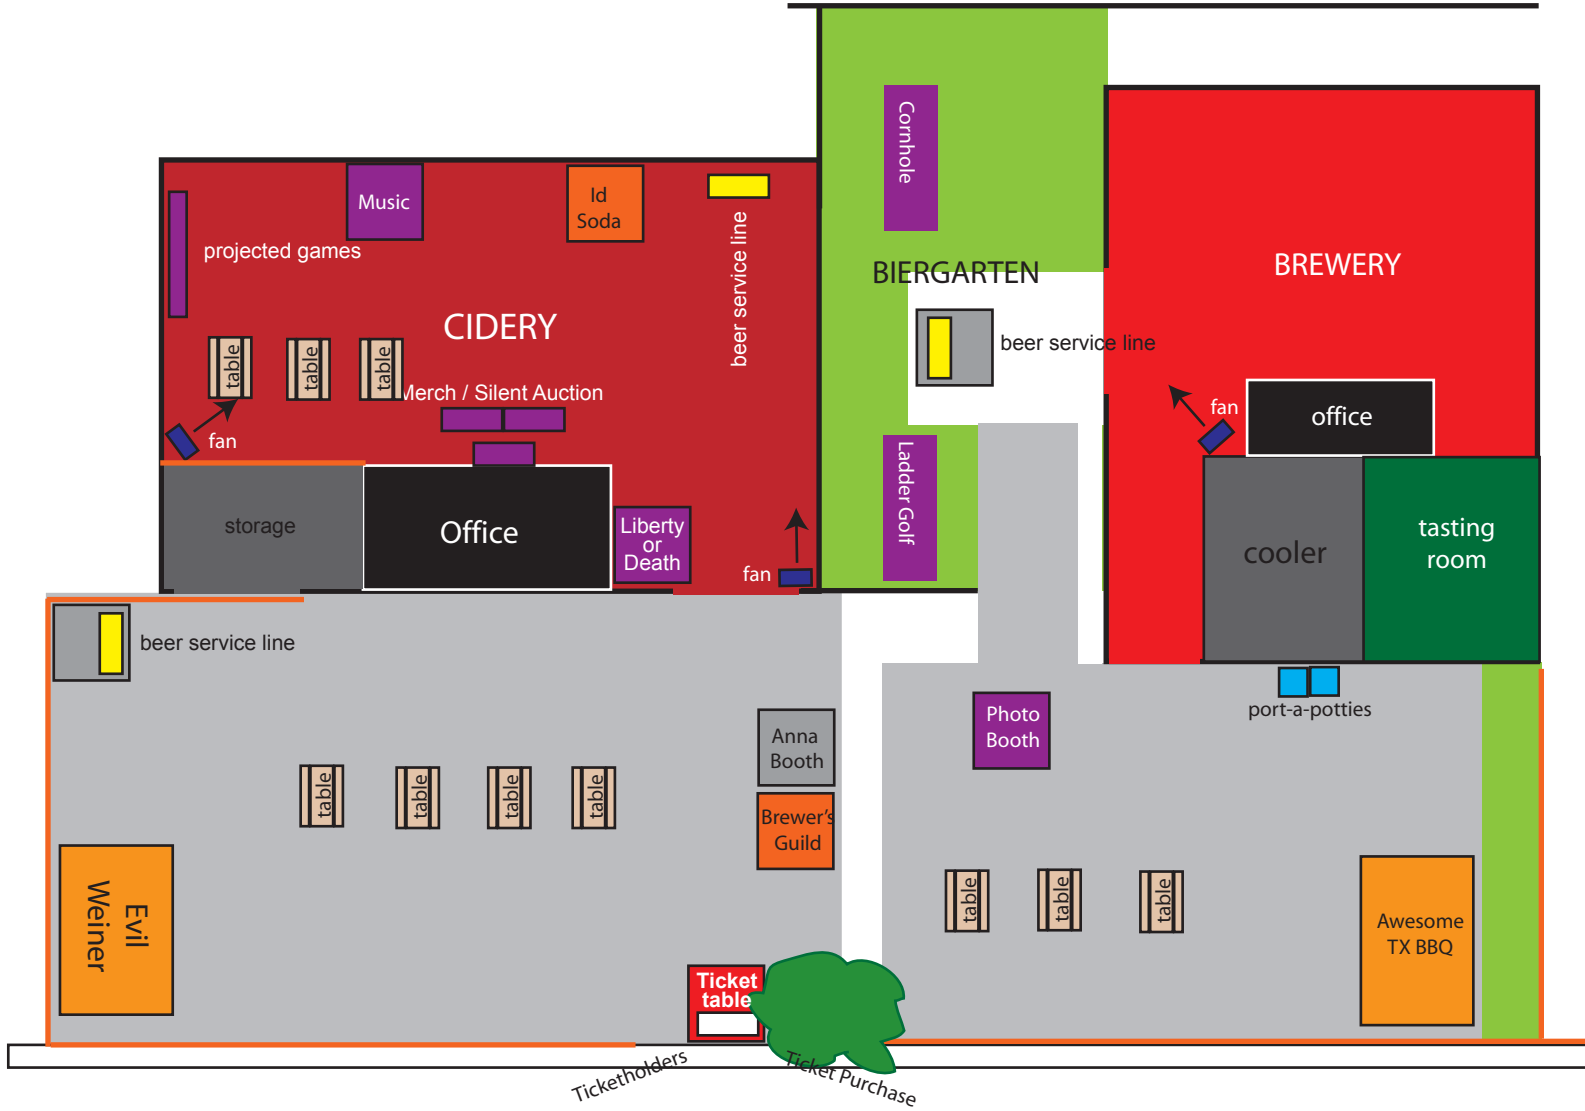 Cornhole
Music
Id
Soda
projected games
beer service line
BIERGARTEN
BREWERY
CIDERY
beer service line
table
table
table
Merch / Silent Auction
fan
fan
office
Ladder Golf
storage
Office
Liberty
or
Death
fan
cooler
tasting
room
beer service line
port-a-potties
Photo
Booth
Anna
Booth
table
table
table
table
Brewer's
Guild
Evil
Weiner
table
table
table
Awesome
TX BBQ
Ticket
table
Ticketholders
Ticket Purchase